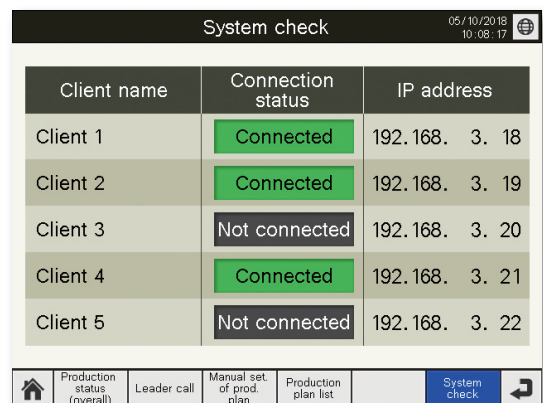 System check
05/10/2018
10:08:17
Client name
Connection
status
IP address
Client 1
Connected
192.168. 3. 18
Client 2
Connected
192.168. 3. 19
Client 3
Not connected
192.168. 3. 20
Client 4
Connected
192.168. 3. 21
Client 5
Not connected
192.168. 3. 22
Production
status
(overall)
Leader call
Manual set.
of prod.
plan
Production
plan list
System
check